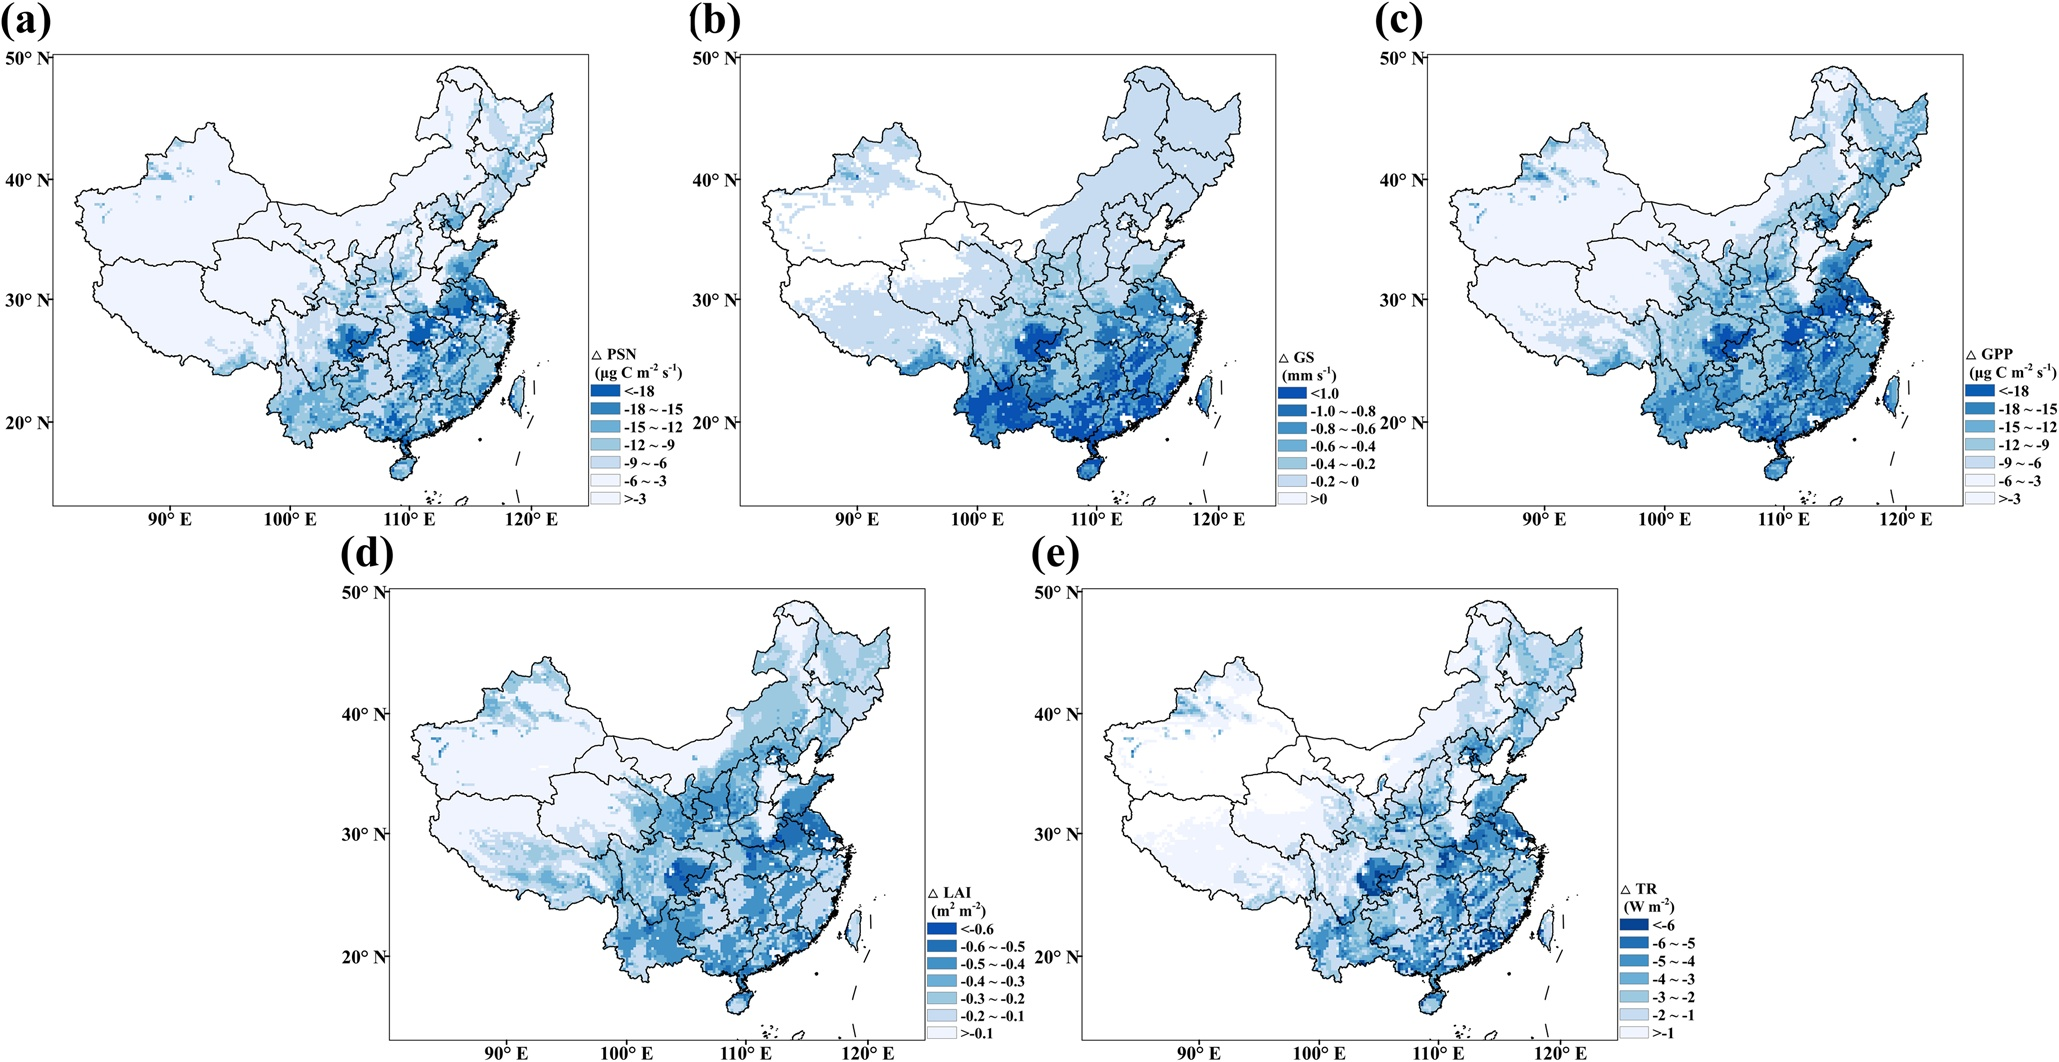 (a)
50° N
40° N
30° N
20° N
90° E
100° E
110° E
120° E
△ PSN
(μg C m⁻² s⁻¹)
<-18
-18 ~ -15
-15 ~ -12
-12 ~ -9
-9 ~ -6
-6 ~ -3
>-3
(b)
50° N
40° N
30° N
20° N
90° E
100° E
110° E
120° E
△ GS
(mm s⁻¹)
<1.0
-1.0 ~ -0.8
-0.8 ~ -0.6
-0.6 ~ -0.4
-0.4 ~ -0.2
-0.2 ~ 0
>0
(c)
50° N
40° N
30° N
20° N
90° E
100° E
110° E
120° E
△ GPP
(μg C m⁻² s⁻¹)
<-18
-18 ~ -15
-15 ~ -12
-12 ~ -9
-9 ~ -6
-6 ~ -3
>-3
(d)
50° N
40° N
30° N
20° N
90° E
100° E
110° E
120° E
△ LAI
(m² m⁻²)
<-0.6
-0.6 ~ -0.5
-0.5 ~ -0.4
-0.4 ~ -0.3
-0.3 ~ -0.2
-0.2 ~ -0.1
>-0.1
(e)
50° N
40° N
30° N
20° N
90° E
100° E
110° E
120° E
△ TR
(W m⁻²)
<-6
-6 ~ -5
-5 ~ -4
-4 ~ -3
-3 ~ -2
-2 ~ -1
>-1